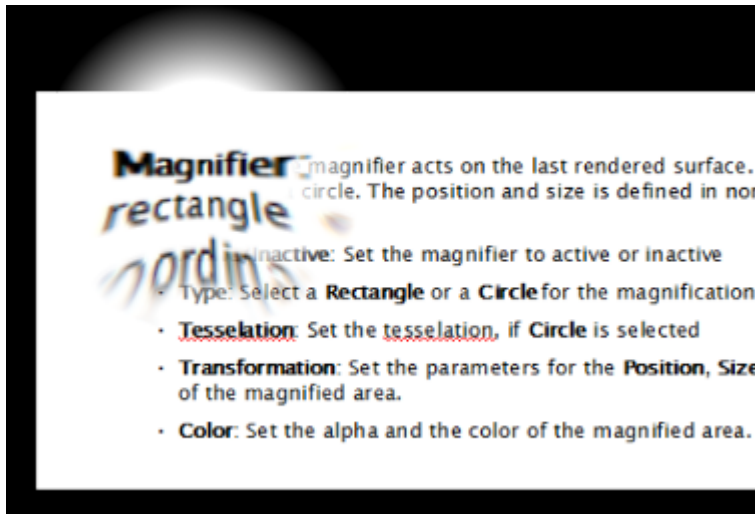 Magnifier: magnifier acts on the last rendered surface.
rectangle circle. The position and size is defined in nor
Inactive: Set the magnifier to active or inactive
· Type: Select a Rectangle or a Circle for the magnification
· Tesselation: Set the tesselation, if Circle is selected
· Transformation: Set the parameters for the Position, Size
of the magnified area.
· Color: Set the alpha and the color of the magnified area.